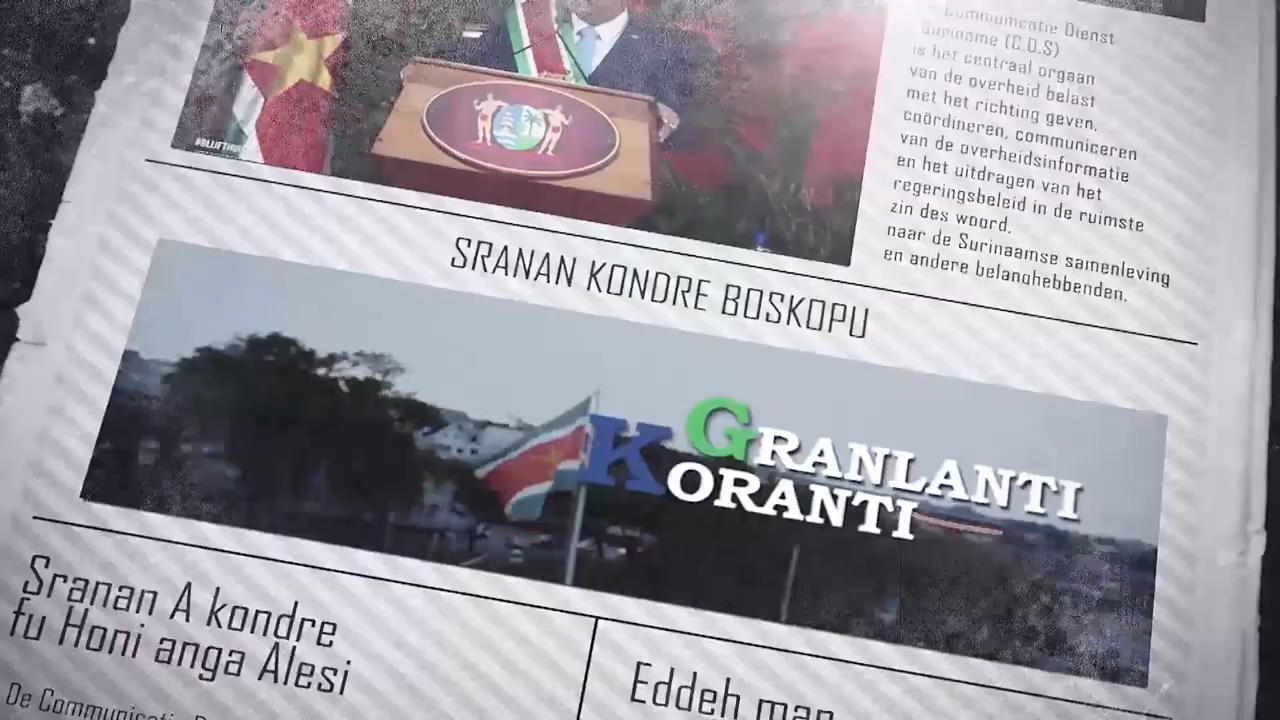 Communicatie Dienst
Suriname (C.D.S)
is het centraal orgaan
van de overheid belast
met het richting geven,
coördineren, communiceren
van de overheidsinformatie
en het uitdragen van het
regeringsbeleid in de ruimste
zin des woord.
naar de Surinaamse samenleving
en andere belanghebbenden.
SRANAN KONDRE BOSKOPU
GRANLANTI
KORANTI
Sranan A kondre
fu Honi anga Alesi
Eddeh man
De